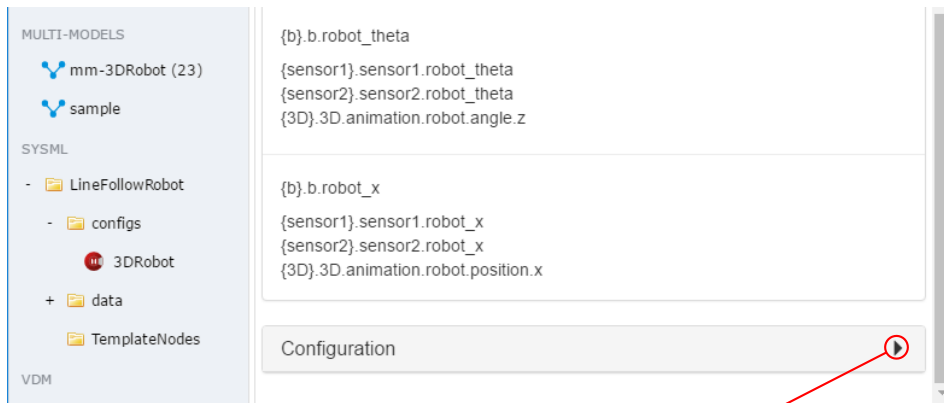 MULTI-MODELS
mm-3DRobot (23)
sample
SYSML
- LineFollowRobot
- configs
3DRobot
+ data
TemplateNodes
VDM
{b}.b.robot_theta
{sensor1}.sensor1.robot_theta
{sensor2}.sensor2.robot_theta
{3D}.3D.animation.robot.angle.z
{b}.b.robot_x
{sensor1}.sensor1.robot_x
{sensor2}.sensor2.robot_x
{3D}.3D.animation.robot.position.x
Configuration